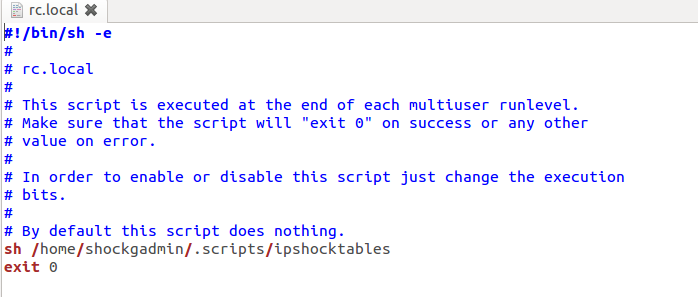 rc.local
#!/bin/sh -e
#
# rc.local
#
# This script is executed at the end of each multiuser runlevel.
# Make sure that the script will "exit 0" on success or any other
# value on error.
#
# In order to enable or disable this script just change the execution
# bits.
#
# By default this script does nothing.
sh /home/shockgadmin/.scripts/ipshocktables
exit 0